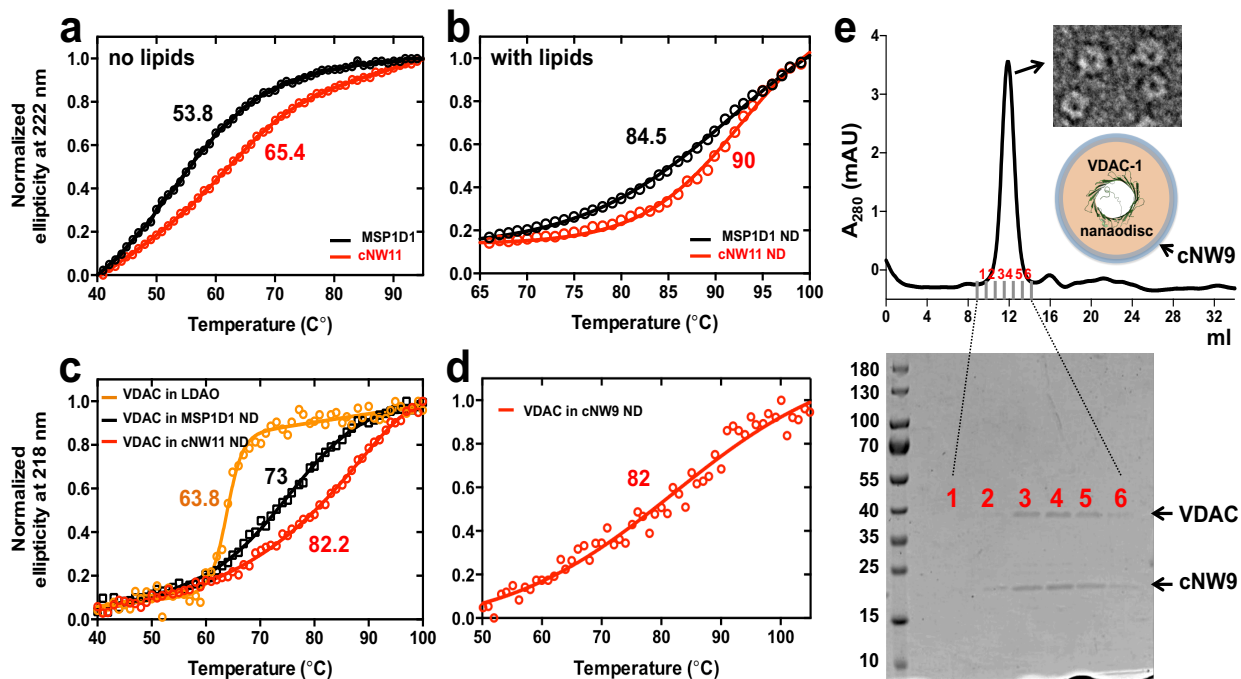 a
no lipids
Normalized
ellipticity at 222 nm
1.0
0.8
0.6
0.4
0.2
0.0
53.8
65.4
MSP1D1
cNW11
40 50 60 70 80 90
Temperature (C°)
b
with lipids
1.0
0.8
0.6
0.4
0.2
0.0
84.5
90
MSP1D1 ND
cNW11 ND
65 70 75 80 85 90 95 100
Temperature (°C)
c
VDAC in LDAO
VDAC in MSP1D1 ND
VDAC in cNW11 ND
Normalized
ellipticity at 218 nm
1.0
0.8
0.6
0.4
0.2
0.0
63.8
73
82.2
40 50 60 70 80 90 100
Temperature (°C)
d
VDAC in cNW9 ND
1.0
0.8
0.6
0.4
0.2
0.0
82
50 60 70 80 90 100
Temperature (°C)
e
A280 (mAU)
4
3
2
1
0
VDAC-1
nanaodisc
cNW9
1 2 3 4 5 6
0 4 8 12 16 20 24 28 32
ml
180
130
100
70
55
40
35
25
15
10
1 2 3 4 5 6
VDAC
cNW9